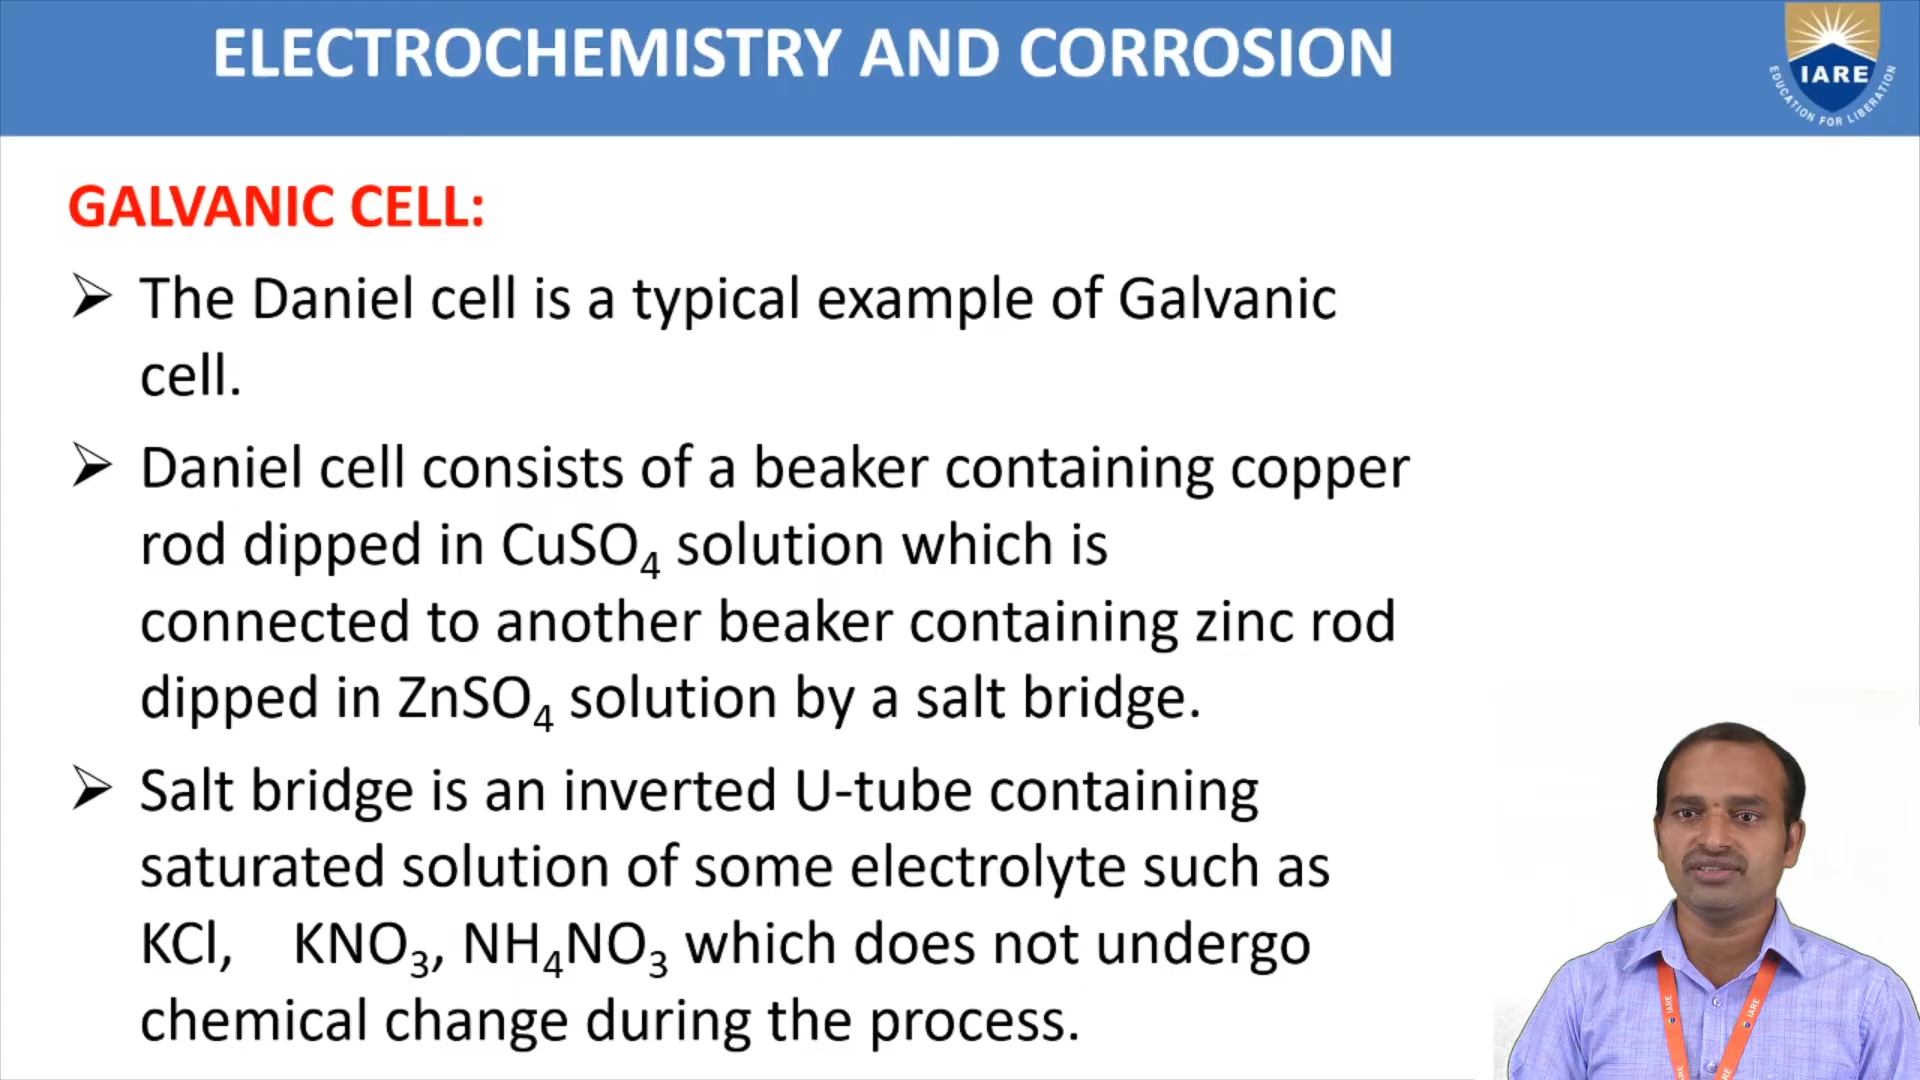 ELECTROCHEMISTRY AND CORROSION
IARE
EDUCATION FOR LIBERATION
GALVANIC CELL:
➢ The Daniel cell is a typical example of Galvanic
cell.
➢ Daniel cell consists of a beaker containing copper
rod dipped in CuSO₄ solution which is
connected to another beaker containing zinc rod
dipped in ZnSO₄ solution by a salt bridge.
➢ Salt bridge is an inverted U-tube containing
saturated solution of some electrolyte such as
KCl, KNO₃, NH₄NO₃ which does not undergo
chemical change during the process.
IARE
IARE